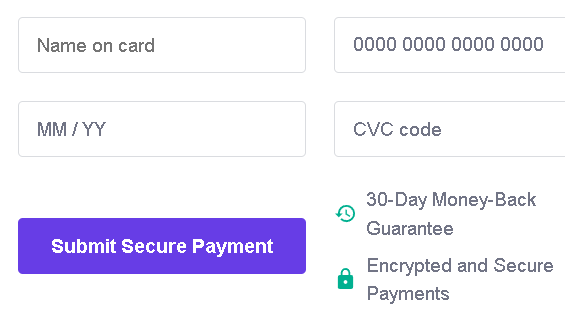 Name on card
0000 0000 0000 0000
MM / YY
CVC code
Submit Secure Payment
30-Day Money-Back
Guarantee
Encrypted and Secure
Payments